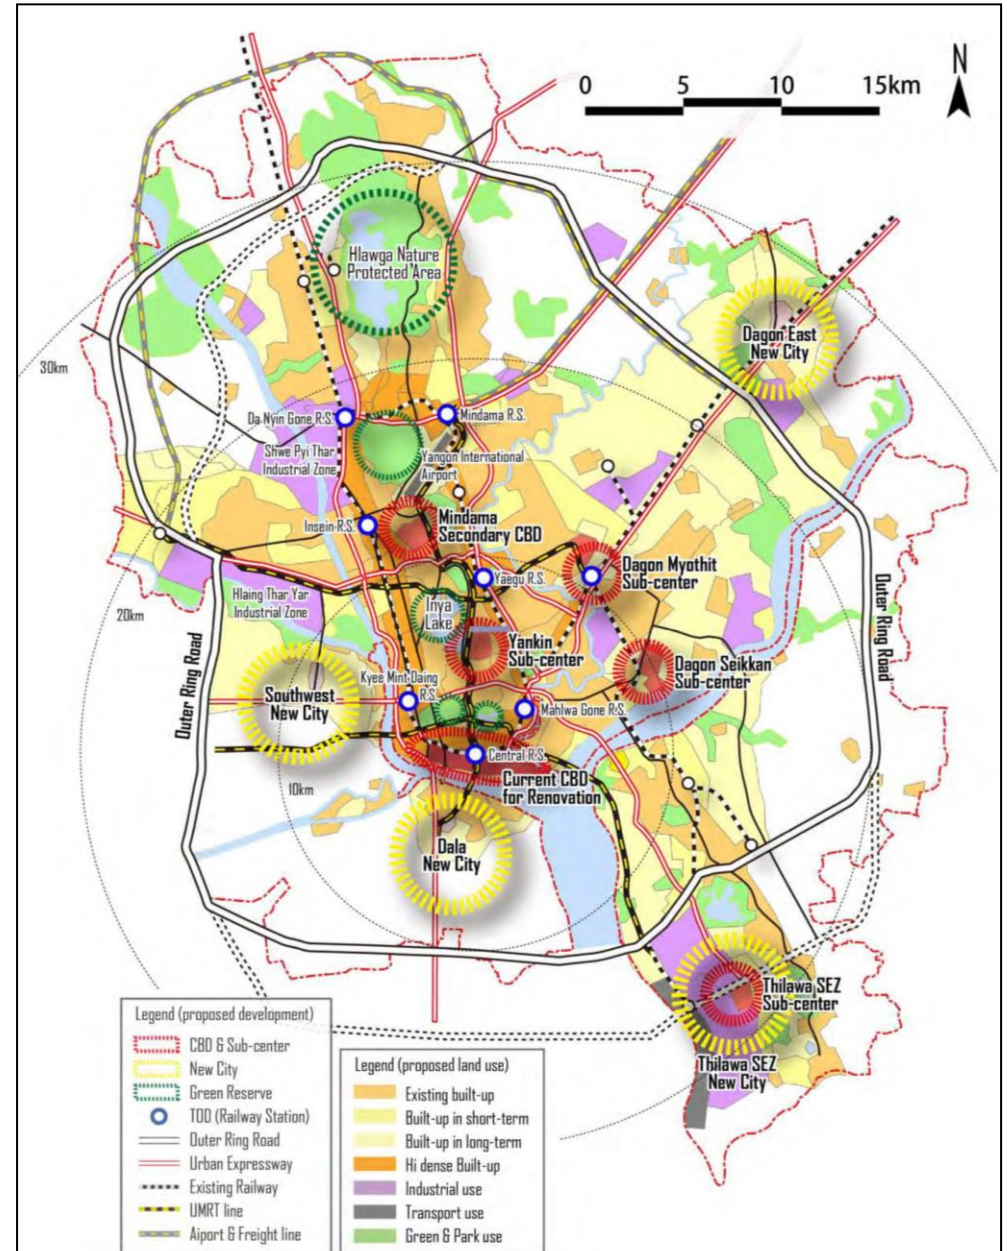 N
0 5 10 15km
Hlawga Nature
Protected Area
Dagon East
New City
30km
Da Nyin Gone R.S.
Mindama R.S.
Shwe Pyi Thar
Industrial Zone
Yangon International
Airport
Insein R.S.
Mindama
Secondary CBD
Dagon Myothit
Sub-center
Yaegu R.S.
Hlaing Thar Yar
Industrial Zone
Inya
Lake
20km
Yankin
Sub-center
Dagon Seikkan
Sub-center
Outer Ring Road
Outer Ring Road
Kyee Mint Daing
R.S.
Southwest
New City
Mahlwa Gone R.S.
Central R.S.
Current CBD
for Renovation
10km
Dala
New City
Thilawa SEZ
Sub-center
Thilawa SEZ
New City
Legend (proposed development)
CBD & Sub-center
New City
Green Reserve
TOD (Railway Station)
Outer Ring Road
Urban Expressway
Existing Railway
UMRT line
Aiport & Freight line
Legend (proposed land use)
Existing built-up
Built-up in short-term
Built-up in long-term
Hi dense Built-up
Industrial use
Transport use
Green & Park use